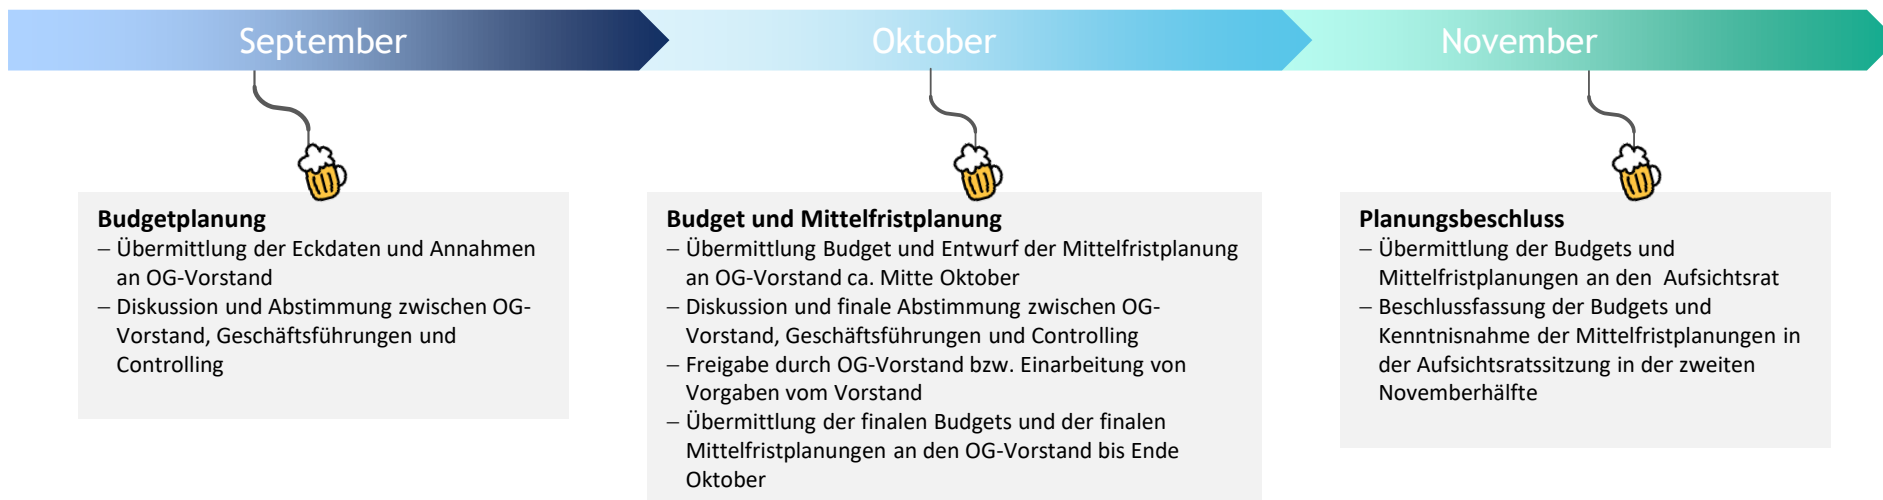 September
Oktober
November
Budgetplanung
– Übermittlung der Eckdaten und Annahmen
an OG-Vorstand
– Diskussion und Abstimmung zwischen OG-
Vorstand, Geschäftsführungen und
Controlling
Budget und Mittelfristplanung
– Übermittlung Budget und Entwurf der Mittelfristplanung
an OG-Vorstand ca. Mitte Oktober
– Diskussion und finale Abstimmung zwischen OG-
Vorstand, Geschäftsführungen und Controlling
– Freigabe durch OG-Vorstand bzw. Einarbeitung von
Vorgaben vom Vorstand
– Übermittlung der finalen Budgets und der finalen
Mittelfristplanungen an den OG-Vorstand bis Ende
Oktober
Planungsbeschluss
– Übermittlung der Budgets und
Mittelfristplanungen an den  Aufsichtsrat
– Beschlussfassung der Budgets und
Kenntnisnahme der Mittelfristplanungen in
der Aufsichtsratssitzung in der zweiten
Novemberhälfte